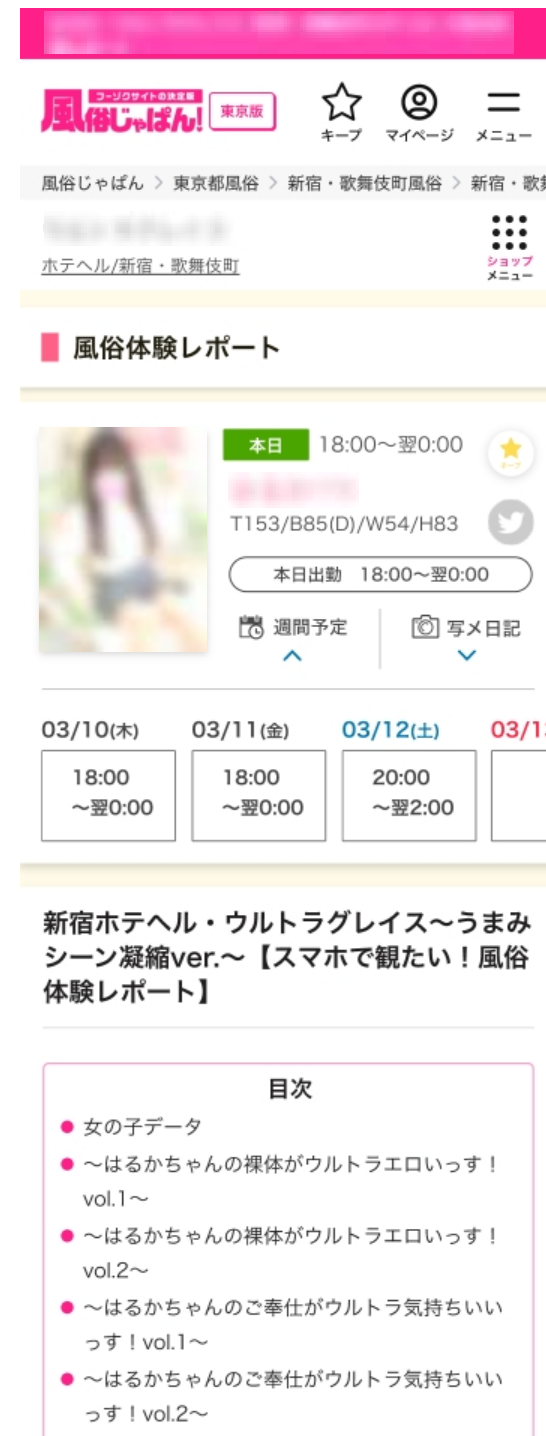 フーゾクサイトの決定版
風俗じゃぱん!
東京版
キープ
マイページ
メニュー
風俗じゃぱん > 東京都風俗 > 新宿・歌舞伎町風俗 > 新宿・歌舞
ホテヘル/新宿・歌舞伎町
ショップ
メニュー
風俗体験レポート
本日 18:00〜翌0:00
キープ
T153/B85(D)/W54/H83
本日出勤 18:00〜翌0:00
週間予定
写メ日記
03/10(木) 03/11(金) 03/12(土) 03/1
18:00 18:00 20:00
〜翌0:00 〜翌0:00 〜翌2:00
新宿ホテヘル・ウルトラグレイス〜うまみ
シーン凝縮ver.〜【スマホで観たい！風俗
体験レポート】
目次
女の子データ
〜はるかちゃんの裸体がウルトラエロいっす！
vol.1〜
〜はるかちゃんの裸体がウルトラエロいっす！
vol.2〜
〜はるかちゃんのご奉仕がウルトラ気持ちいい
っす！vol.1〜
〜はるかちゃんのご奉仕がウルトラ気持ちいい
っす！vol.2〜